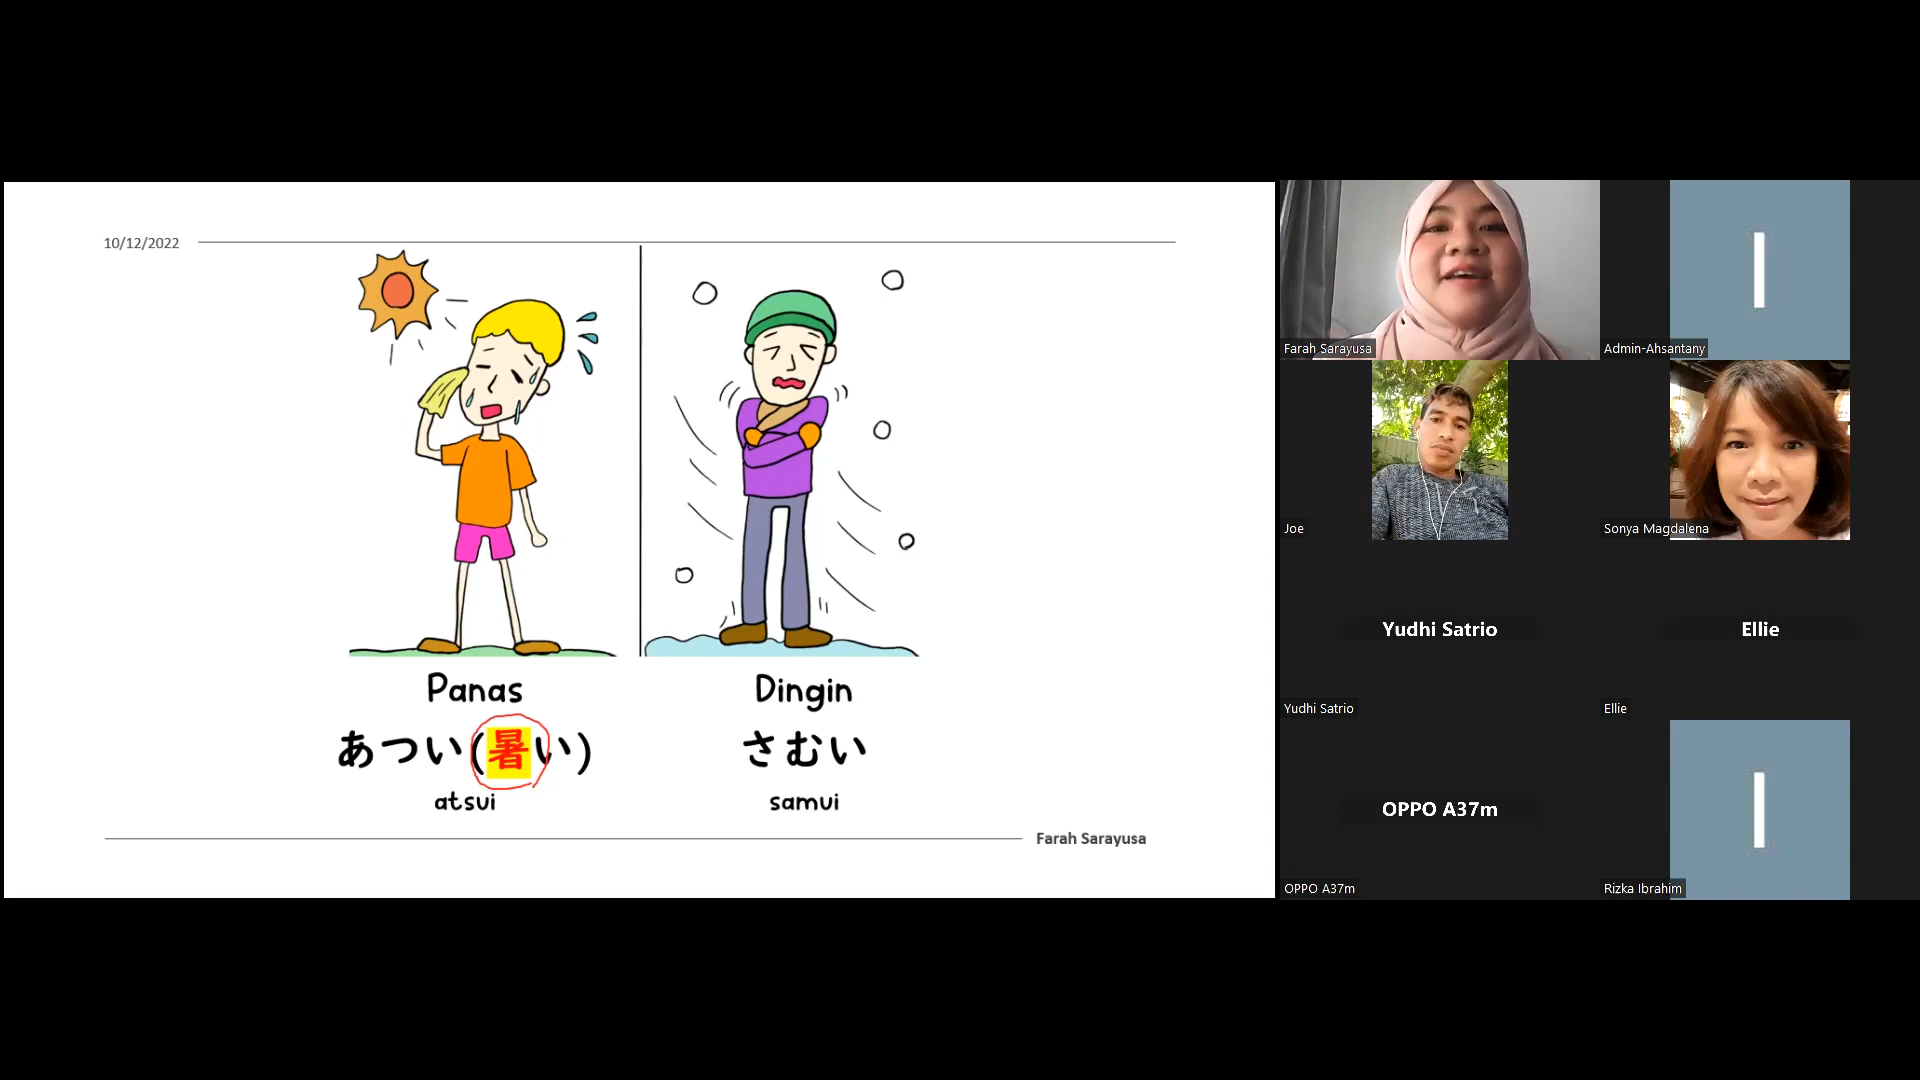 10/12/2022
Panas
Dingin
あつい(暑い)
さむい
atsui
samui
Farah Sarayusa
Farah Sarayusa
Admin-Ahsantany
Joe
Sonya Magdalena
Yudhi Satrio
Ellie
Yudhi Satrio
Ellie
OPPO A37m
OPPO A37m
Rizka Ibrahim
I
I